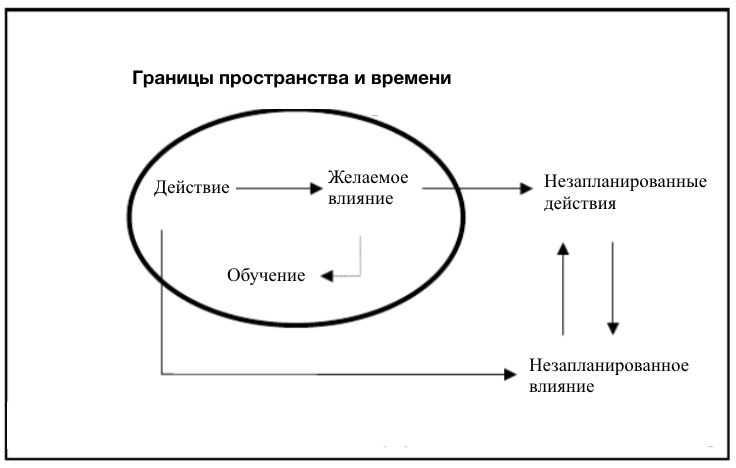 Границы пространства и времени
Действие
Желаемое
влияние
Незапланированные
действия
Обучение
Незапланированное
влияние